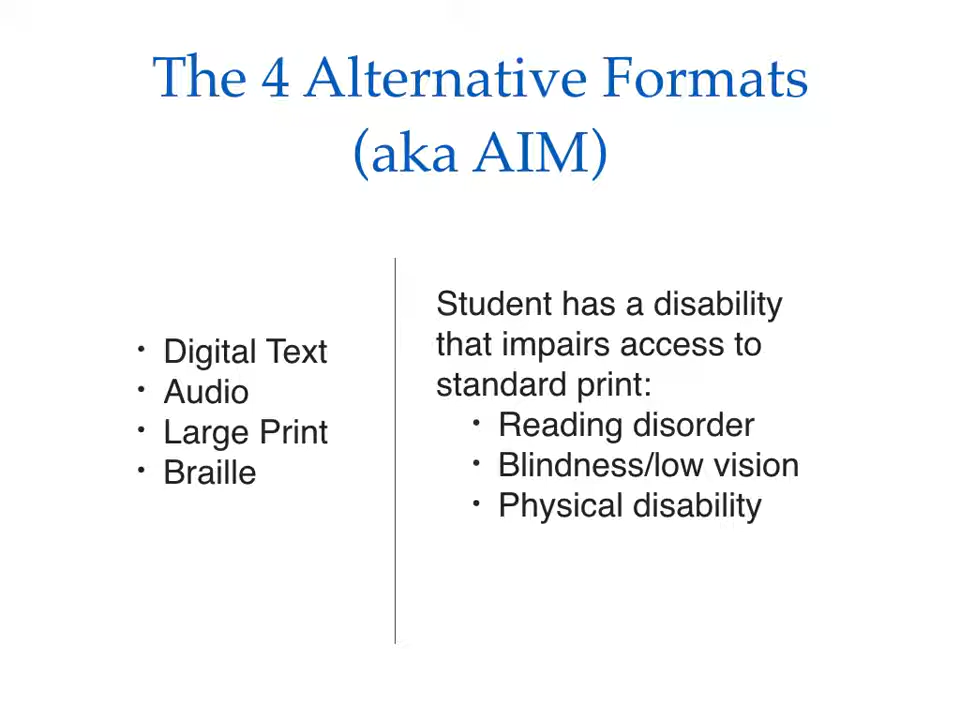 The 4 Alternative Formats
(aka AIM)
• Digital Text
• Audio
• Large Print
• Braille
Student has a disability
that impairs access to
standard print:
• Reading disorder
• Blindness/low vision
• Physical disability